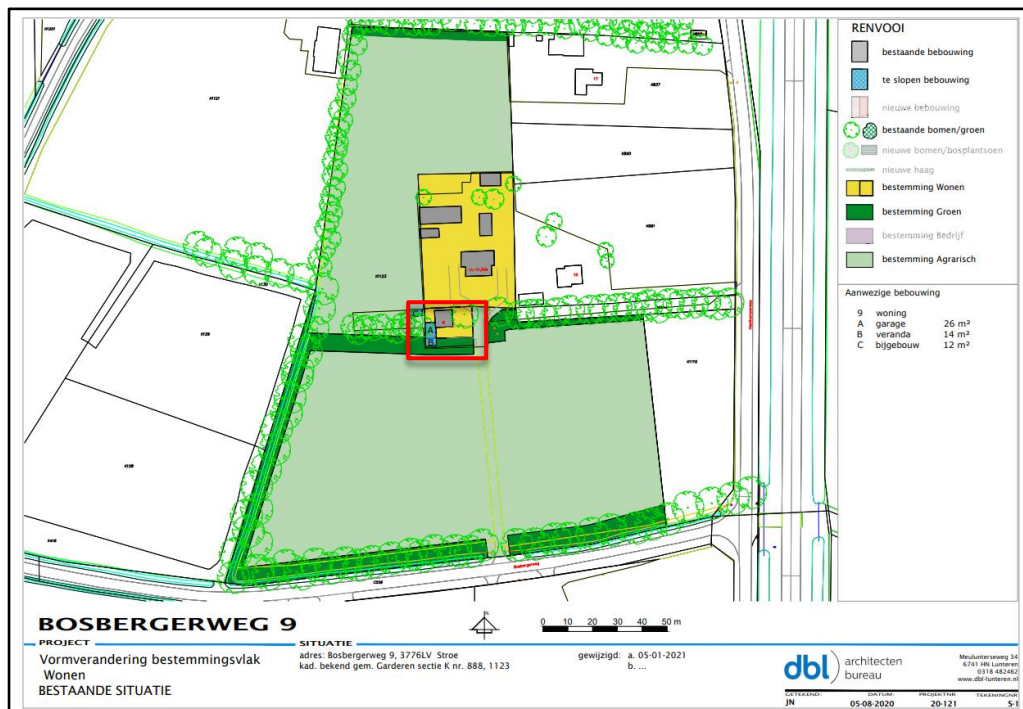 RENVOOI
bestaande bebouwing
te slopen bebouwing
nieuwe bebouwing
bestaande bomen/groen
nieuwe bomen/bosplantsoen
nieuwe haag
bestemming Wonen
bestemming Groen
bestemming Bedrijf
bestemming Agrarisch
Aanwezige bebouwing
9 woning
A garage 26 m²
B veranda 14 m²
C bijgebouw 12 m²
17
C
A
B
BOSBERGERWEG 9
0 10 20 30 40 50 m
PROJECT
Vormverandering bestemmingsvlak
Wonen
BESTAANDE SITUATIE
SITUATIE
adres: Bosbergerweg 9, 3776LV Stroe
kad. bekend gem. Garderen sectie K nr. 888, 1123
gewijzigd: a. 05-01-2021
b. ...
dbl architecten
bureau
Meulunterseweg 34
6741 HN Lunteren
0318 482462
www.dbl-lunteren.nl
GETEKEND: DATUM: PROJEKTNR. TEKENINGNR.
JN 05-08-2020 20-121 S-1